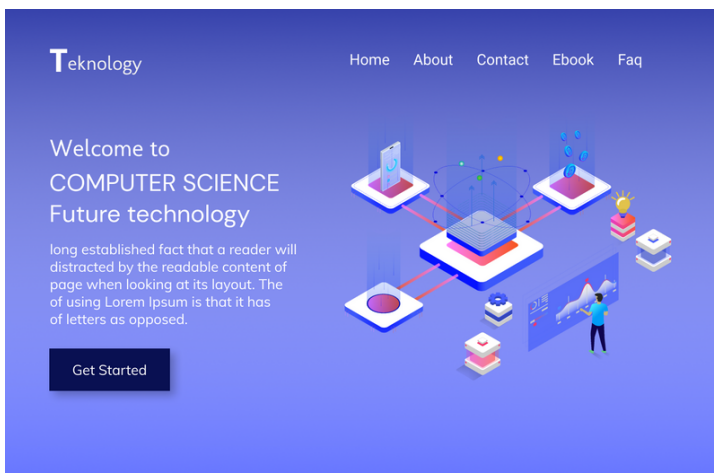 Teknology
Home About Contact Ebook Faq
Welcome to
COMPUTER SCIENCE
Future technology
long established fact that a reader will
distracted by the readable content of
page when looking at its layout. The
of using Lorem Ipsum is that it has
of letters as opposed.
Get Started